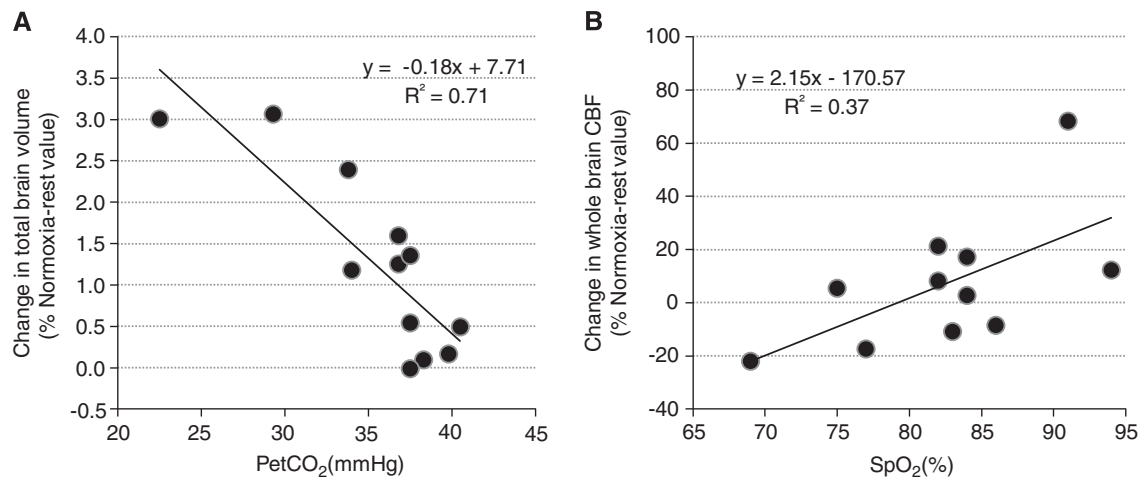 A
4.0
3.5
3.0
2.5
2.0
1.5
1.0
0.5
0.0
-0.5
Change in total brain volume
(% Normoxia-rest value)
y = -0.18x + 7.71
R² = 0.71
20 25 30 35 40 45
PetCO₂(mmHg)
B
100
80
60
40
20
0
-20
-40
Change in whole brain CBF
(% Normoxia-rest value)
y = 2.15x - 170.57
R² = 0.37
65 70 75 80 85 90 95
SpO₂(%)